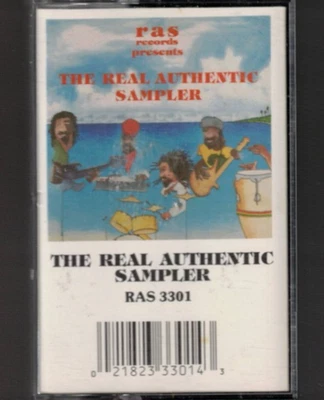 ras
records
presents
THE REAL AUTHENTIC
SAMPLER
THE REAL AUTHENTIC
SAMPLER
RAS 3301
0 21823 33014 3